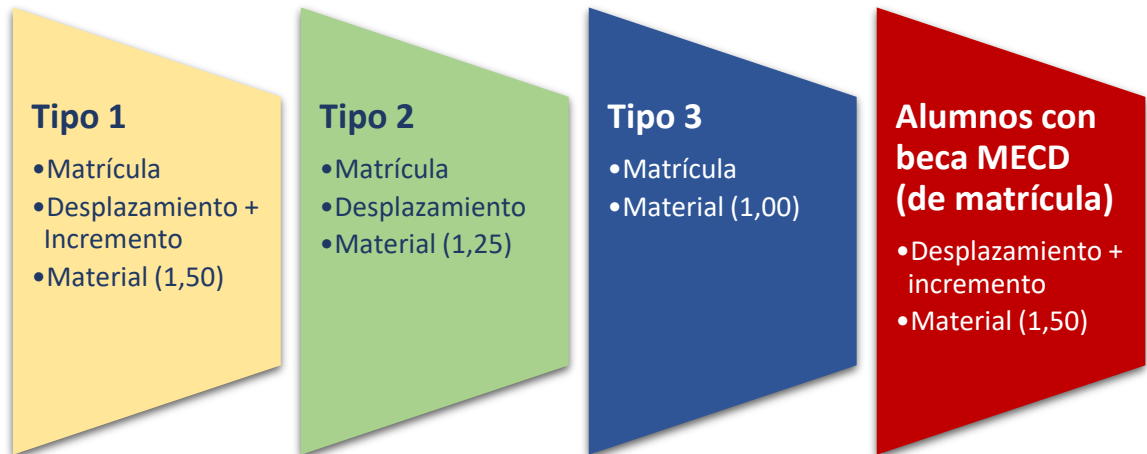 Tipo 1
•Matrícula
•Desplazamiento +
Incremento
•Material (1,50)
Tipo 2
•Matrícula
•Desplazamiento
•Material (1,25)
Tipo 3
•Matrícula
•Material (1,00)
Alumnos con
beca MECD
(de matrícula)
•Desplazamiento +
incremento
•Material (1,50)